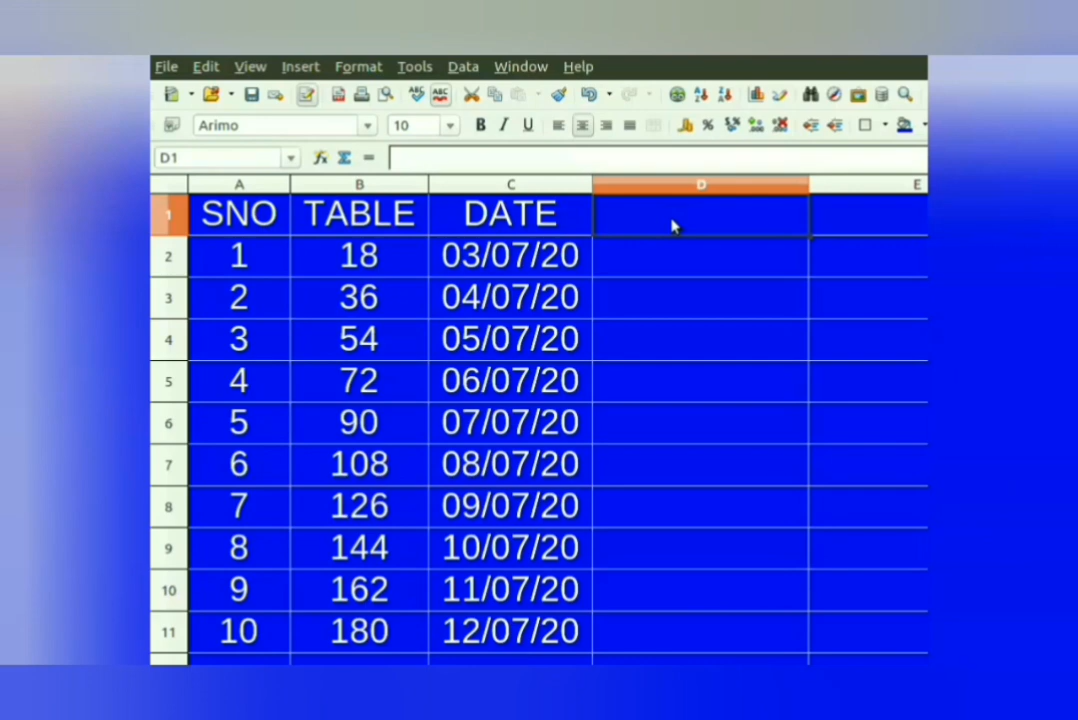 File Edit View Insert Format Tools Data Window Help
Arimo 10 B I U
D1 fx Σ =
A B C D E
1 SNO TABLE DATE
2 1 18 03/07/20
3 2 36 04/07/20
4 3 54 05/07/20
5 4 72 06/07/20
6 5 90 07/07/20
7 6 108 08/07/20
8 7 126 09/07/20
9 8 144 10/07/20
10 9 162 11/07/20
11 10 180 12/07/20